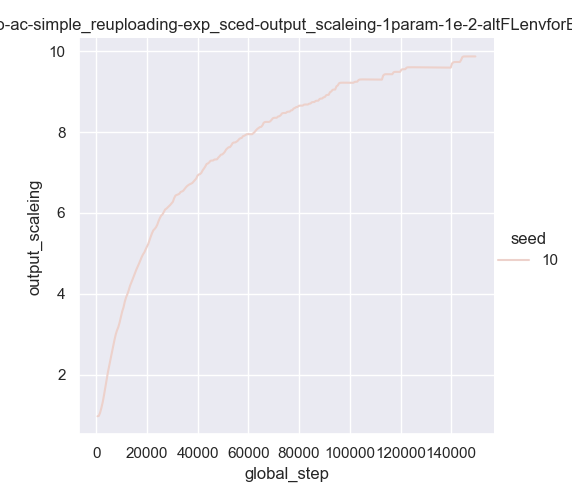 o-ac-simple_reuploading-exp_sced-output_scaleing-1param-1e-2-altFLenvforE
10
8
6
4
2
output_scaleing
0 20000 40000 60000 80000 100000 120000 140000
global_step
seed
10